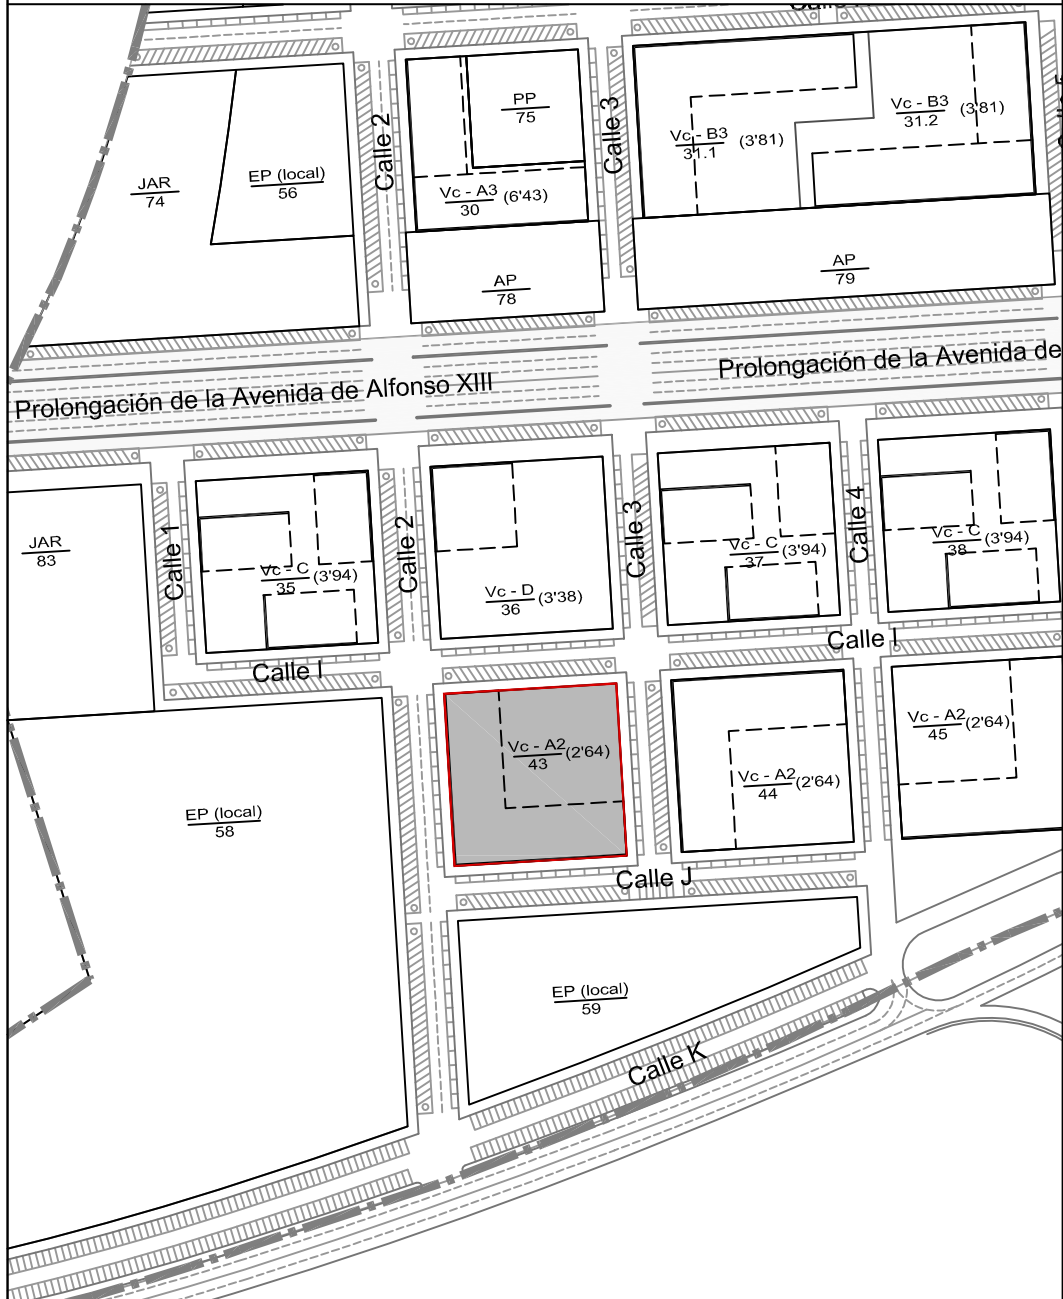 Calle 2
Calle 3
PP
75
Vc - B3
31.1
(3'81)
Vc - B3
31.2
(3'81)
JAR
74
EP (local)
56
Vc - A3
30
(6'43)
AP
78
AP
79
Prolongación de la Avenida de Alfonso XIII
Prolongación de la Avenida de
JAR
83
Calle 1
Vc - C
35
(3'94)
Calle 2
Vc - D
36
(3'38)
Calle 3
Vc - C
37
(3'94)
Calle 4
Vc - C
38
(3'94)
Calle I
Calle I
Vc - A2
43
(2'64)
Vc - A2
44
(2'64)
Vc - A2
45
(2'64)
EP (local)
58
Calle J
EP (local)
59
Calle K